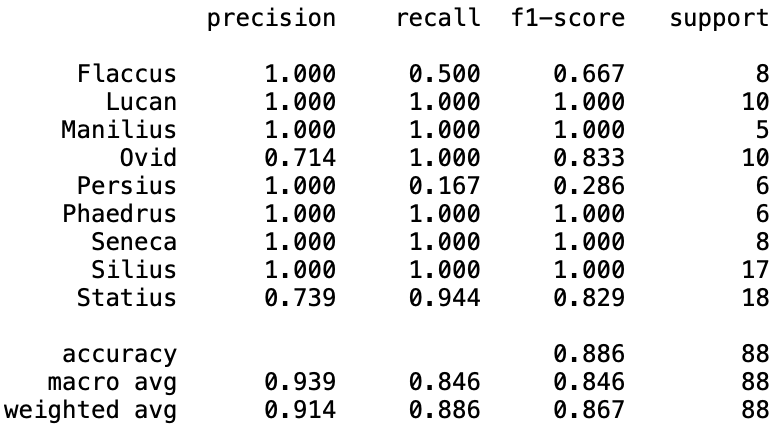 precision recall f1-score support
Flaccus 1.000 0.500 0.667 8
Lucan 1.000 1.000 1.000 10
Manilius 1.000 1.000 1.000 5
Ovid 0.714 1.000 0.833 10
Persius 1.000 0.167 0.286 6
Phaedrus 1.000 1.000 1.000 6
Seneca 1.000 1.000 1.000 8
Silius 1.000 1.000 1.000 17
Statius 0.739 0.944 0.829 18
accuracy 0.886 88
macro avg 0.939 0.846 0.846 88
weighted avg 0.914 0.886 0.867 88